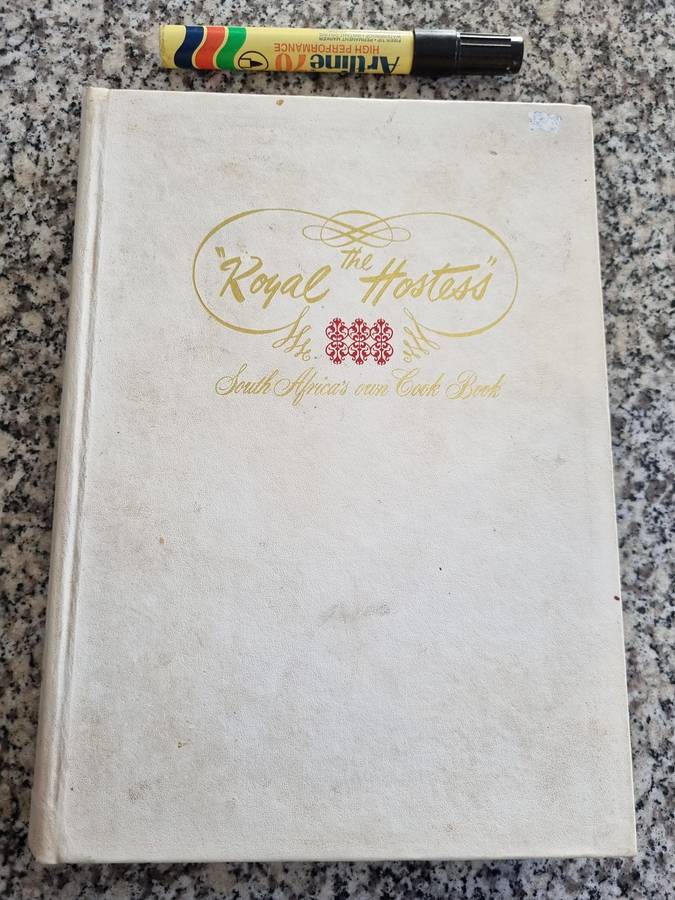 Artline 70
HIGH PERFORMANCE
The
"Royal Hostess"
South Africa's own Cook Book